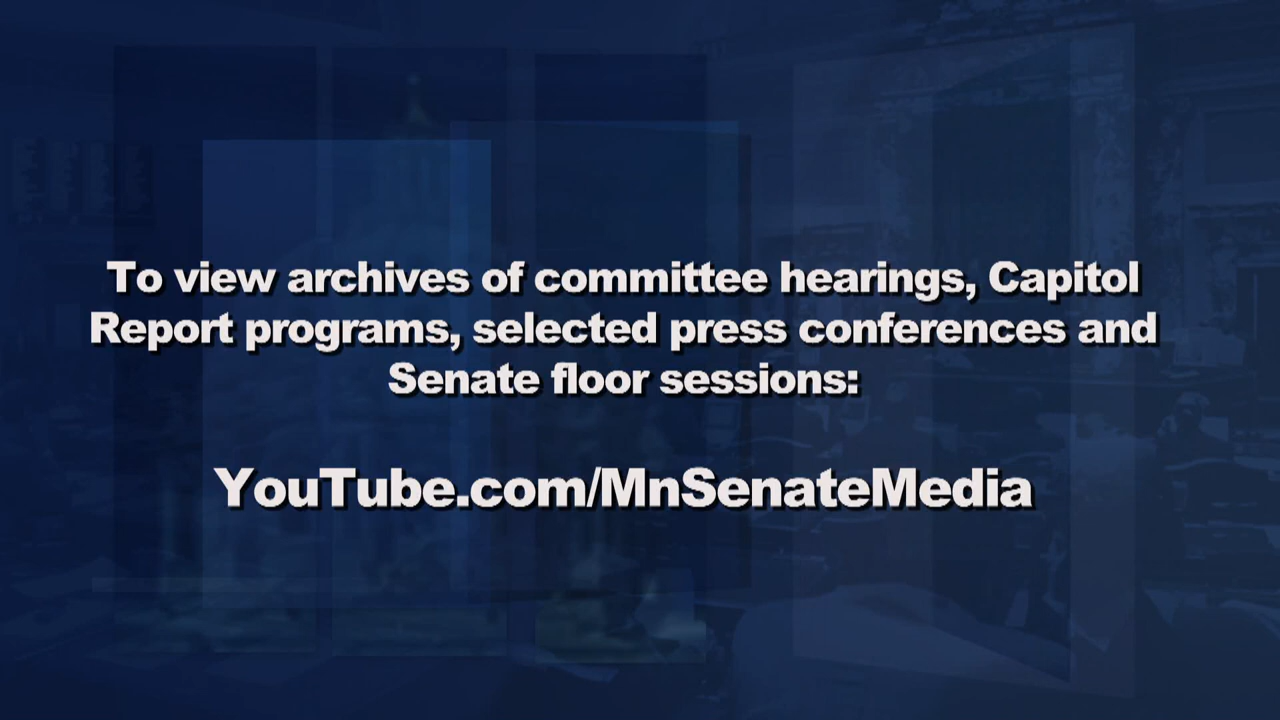 To view archives of committee hearings, Capitol
Report programs, selected press conferences and
Senate floor sessions:
YouTube.com/MnSenateMedia